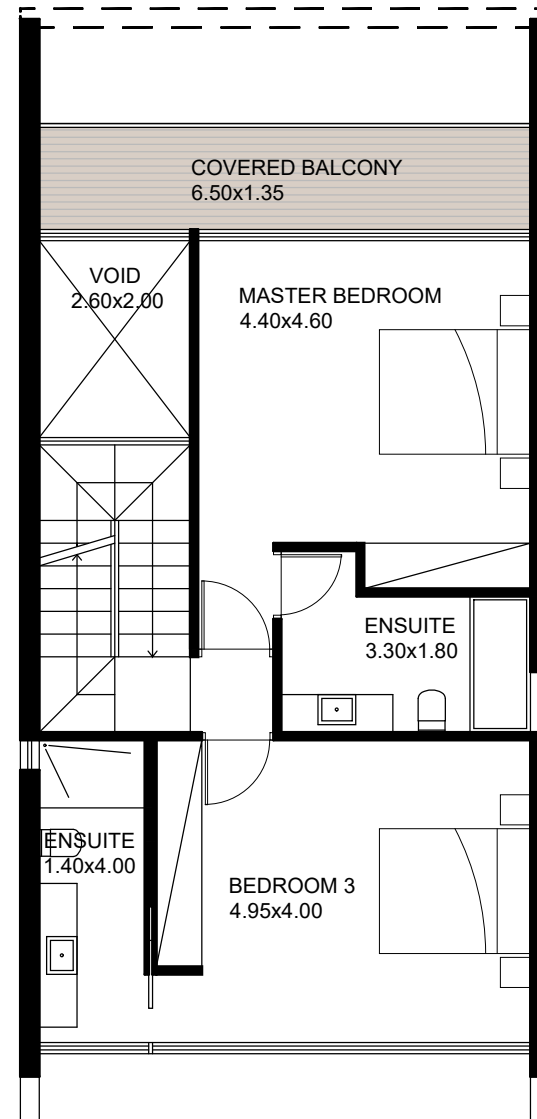 COVERED BALCONY
6.50x1.35
VOID
2.60x2.00
MASTER BEDROOM
4.40x4.60
ENSUITE
3.30x1.80
ENSUITE
1.40x4.00
BEDROOM 3
4.95x4.00